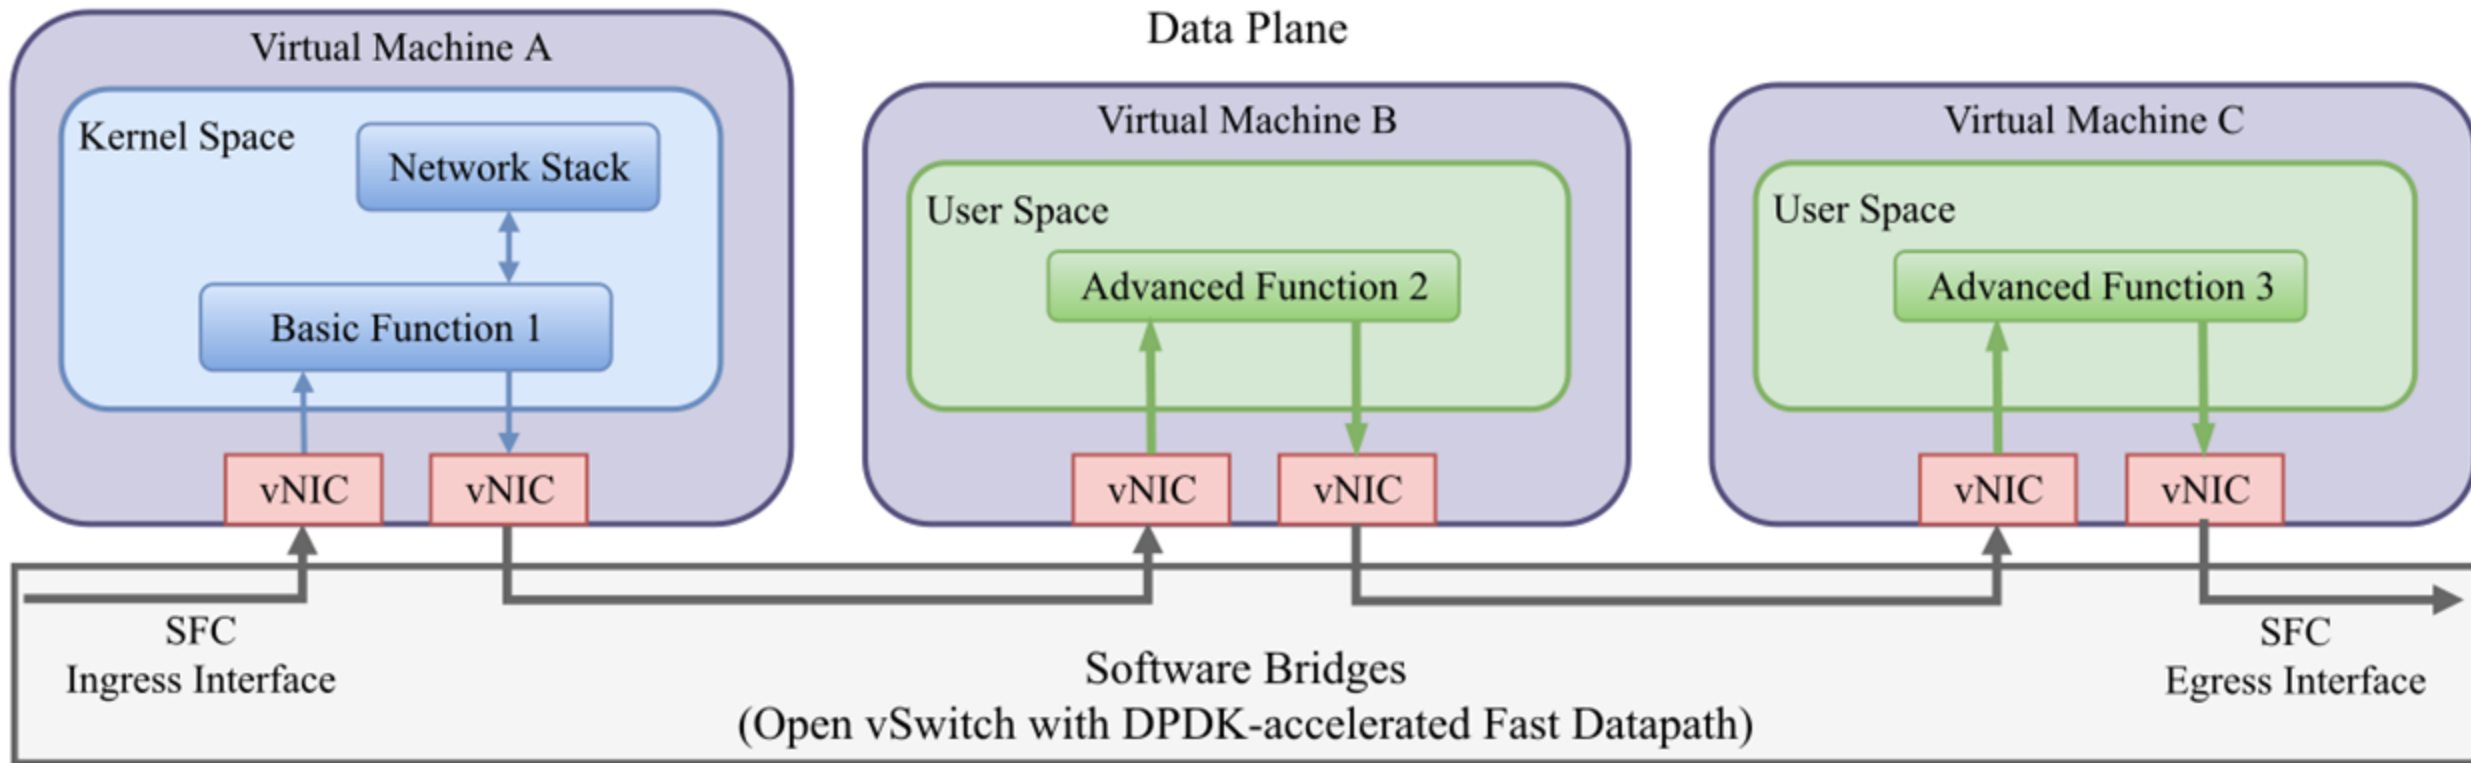 Data Plane
Virtual Machine A
Kernel Space
Network Stack
Basic Function 1
vNIC
vNIC
Virtual Machine B
User Space
Advanced Function 2
vNIC
vNIC
Virtual Machine C
User Space
Advanced Function 3
vNIC
vNIC
SFC
Ingress Interface
Software Bridges
(Open vSwitch with DPDK-accelerated Fast Datapath)
SFC
Egress Interface